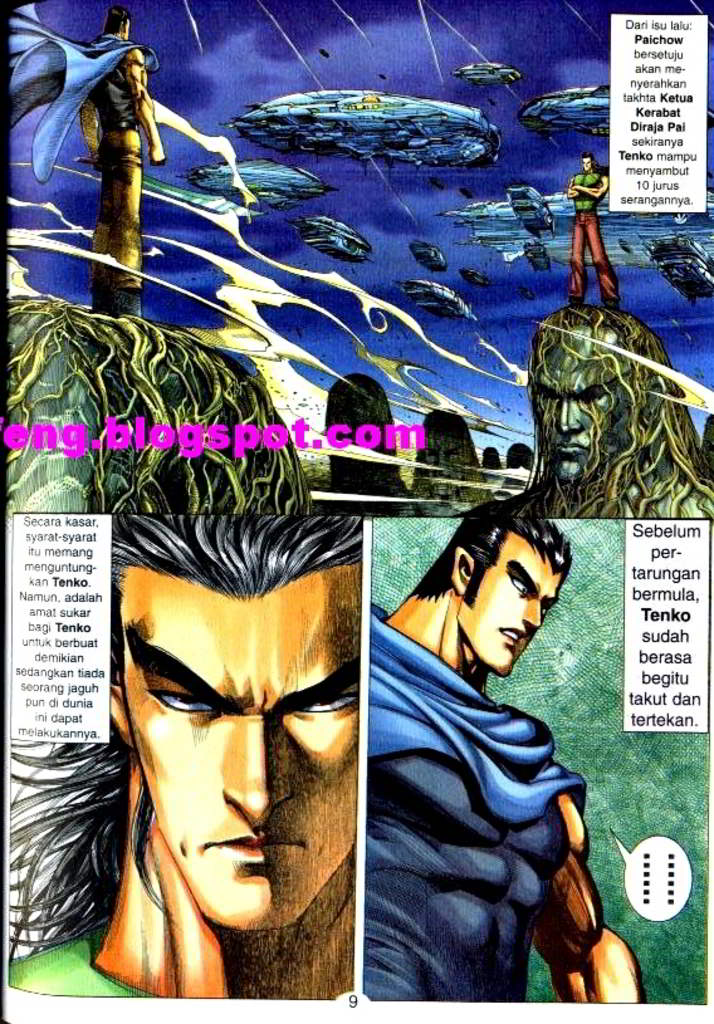 Dari isu lalu:
Paichow
bersetuju
akan me-
nyerahkan
takhta Ketua
Kerabat
Diraja Pai
sekiranya
Tenko mampu
menyambut
10 jurus
serangannya.
feng.blogspot.com
Secara kasar,
syarat-syarat
itu memang
menguntung-
kan Tenko.
Namun, adalah
amat sukar
bagi Tenko
untuk berbuat
demikian
sedangkan tiada
seorang jaguh
pun di dunia
ini dapat
melakukannya.
Sebelum
per-
tarungan
bermula,
Tenko
sudah
berasa
begitu
takut dan
tertekan.
9